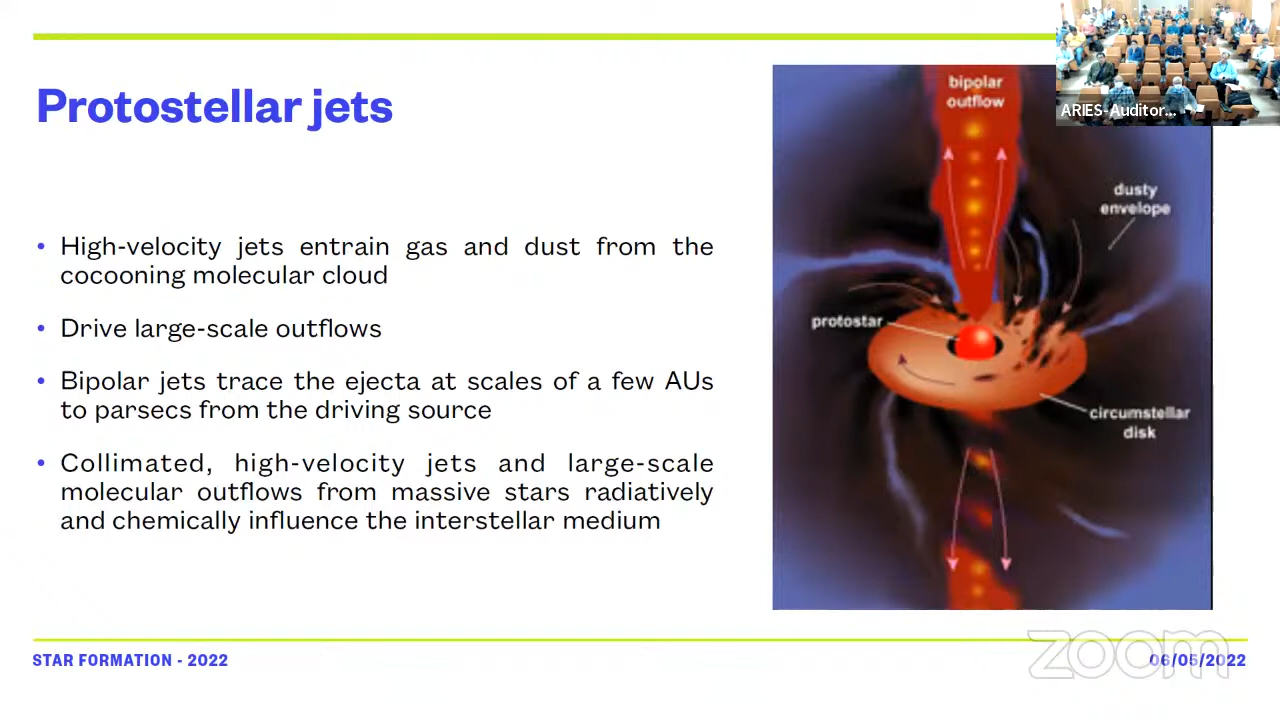 Protostellar jets
• High-velocity jets entrain gas and dust from the
cocooning molecular cloud
• Drive large-scale outflows
• Bipolar jets trace the ejecta at scales of a few AUs
to parsecs from the driving source
• Collimated, high-velocity jets and large-scale
molecular outflows from massive stars radiatively
and chemically influence the interstellar medium
bipolar
outflow
dusty
envelope
protostar
circumstellar
disk
ARIES-Auditor...
STAR FORMATION - 2022
06/05/2022
zoom